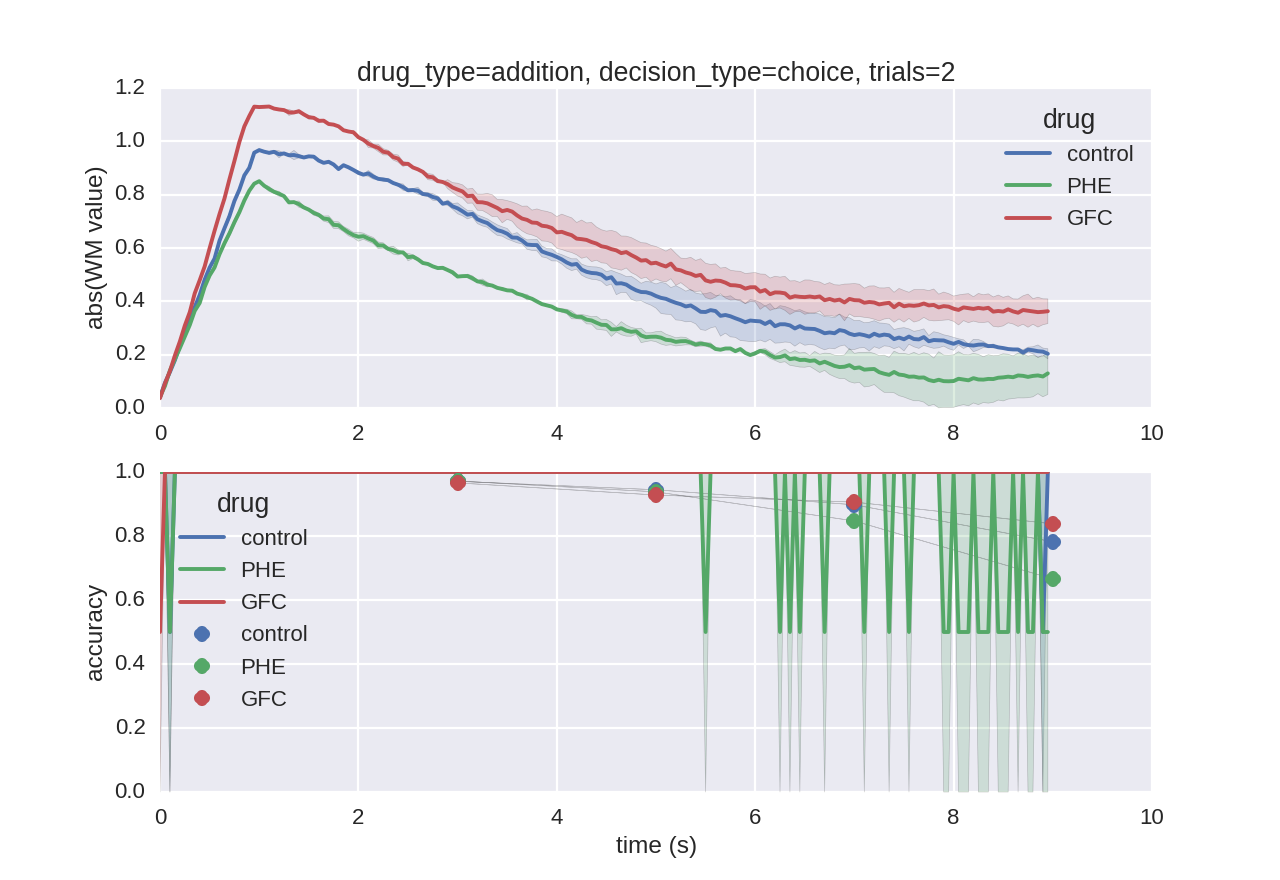 drug_type=addition, decision_type=choice, trials=2
1.2
1.0
0.8
0.6
0.4
0.2
0.0
abs(WM value)
drug
control
PHE
GFC
0 2 4 6 8 10
1.0
0.8
0.6
0.4
0.2
0.0
accuracy
drug
control
PHE
GFC
control
PHE
GFC
0 2 4 6 8 10
time (s)